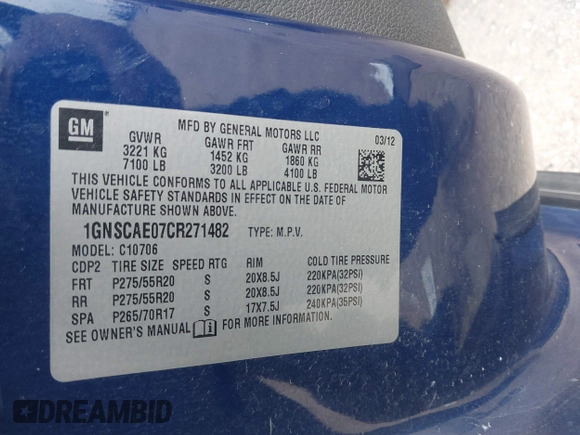 GM
MFD BY GENERAL MOTORS LLC
03/12
GVWR GAWR FRT GAWR RR
3221 KG 1452 KG 1860 KG
7100 LB 3200 LB 4100 LB
THIS VEHICLE CONFORMS TO ALL APPLICABLE U.S. FEDERAL MOTOR
VEHICLE SAFETY STANDARDS IN EFFECT ON THE DATE OF
MANUFACTURE SHOWN ABOVE.
1GNSCAE07CR271482 TYPE: M.P.V.
MODEL: C10706
CDP2 TIRE SIZE SPEED RTG RIM COLD TIRE PRESSURE
FRT P275/55R20 S 20X8.5J 220KPA(32PSI)
RR P275/55R20 S 20X8.5J 220KPA(32PSI)
SPA P265/70R17 S 17X7.5J 240KPA(35PSI)
SEE OWNER'S MANUAL FOR MORE INFORMATION.
DREAMBID